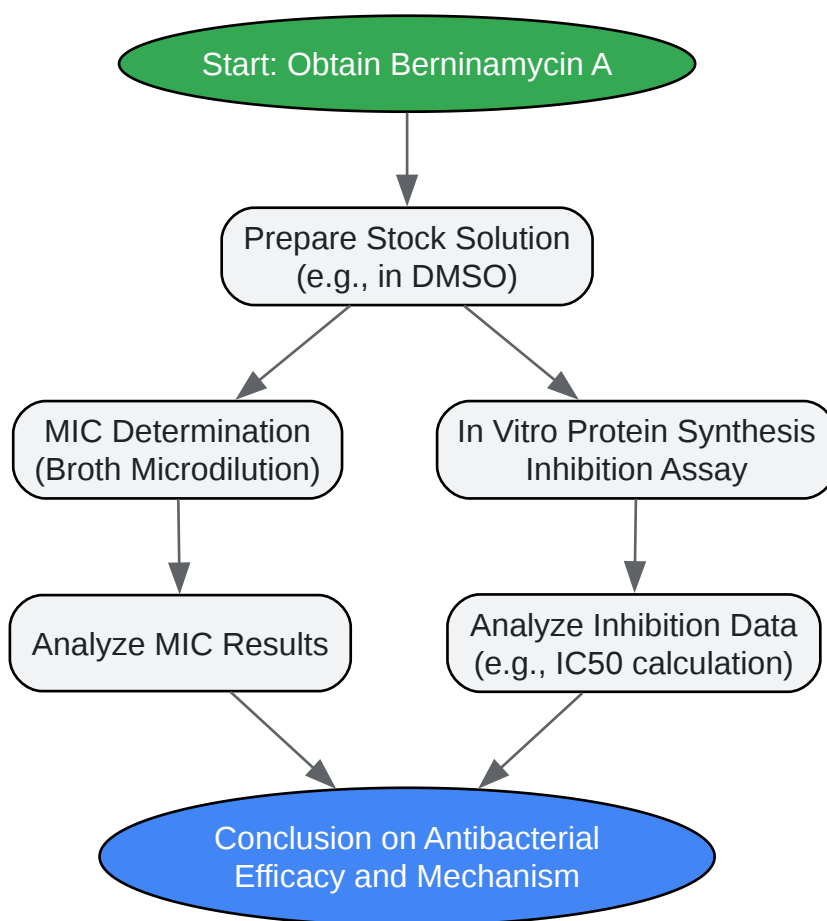 Start: Obtain Berninamycin A
Prepare Stock Solution
(e.g., in DMSO)
MIC Determination
(Broth Microdilution)
In Vitro Protein Synthesis
Inhibition Assay
Analyze MIC Results
Analyze Inhibition Data
(e.g., IC50 calculation)
Conclusion on Antibacterial
Efficacy and Mechanism